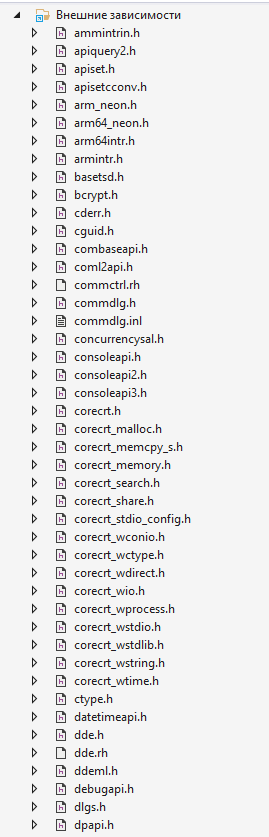 Внешние зависимости
ammintrin.h
apiquery2.h
apiset.h
apisetcconv.h
arm_neon.h
arm64_neon.h
arm64intr.h
armintr.h
basetsd.h
bcrypt.h
cderr.h
cguid.h
combaseapi.h
coml2api.h
commctrl.rh
commdlg.h
commdlg.inl
concurrencysal.h
consoleapi.h
consoleapi2.h
consoleapi3.h
corecrt.h
corecrt_malloc.h
corecrt_memcpy_s.h
corecrt_memory.h
corecrt_search.h
corecrt_share.h
corecrt_stdio_config.h
corecrt_wconio.h
corecrt_wctype.h
corecrt_wdirect.h
corecrt_wio.h
corecrt_wprocess.h
corecrt_wstdio.h
corecrt_wstdlib.h
corecrt_wstring.h
corecrt_wtime.h
ctype.h
datetimeapi.h
dde.h
dde.rh
ddeml.h
debugapi.h
dlgs.h
dpapi.h